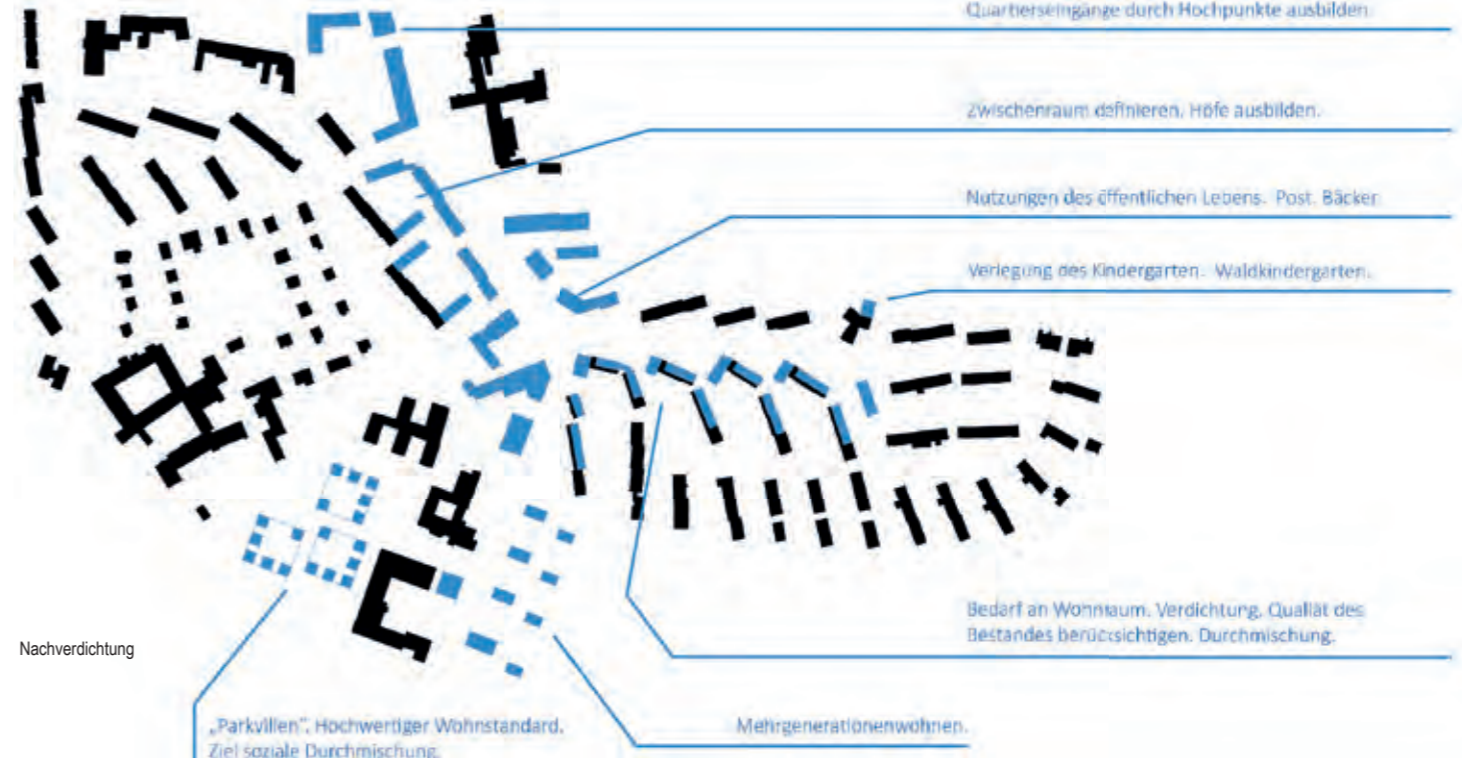 Quartierseingänge durch Hochpunkte ausbilden.
Zwischenraum definieren. Höfe ausbilden.
Nutzungen des öffentlichen Lebens. Post. Bäcker
Verlegung des Kindergarten. Waldkindergarten.
Bedarf an Wohnraum. Verdichtung. Qualität des
Bestandes berücksichtigen. Durchmischung.
Nachverdichtung
„Parkvillen“. Hochwertiger Wohnstandard.
Ziel soziale Durchmischung.
Mehrgenerationenwohnen.